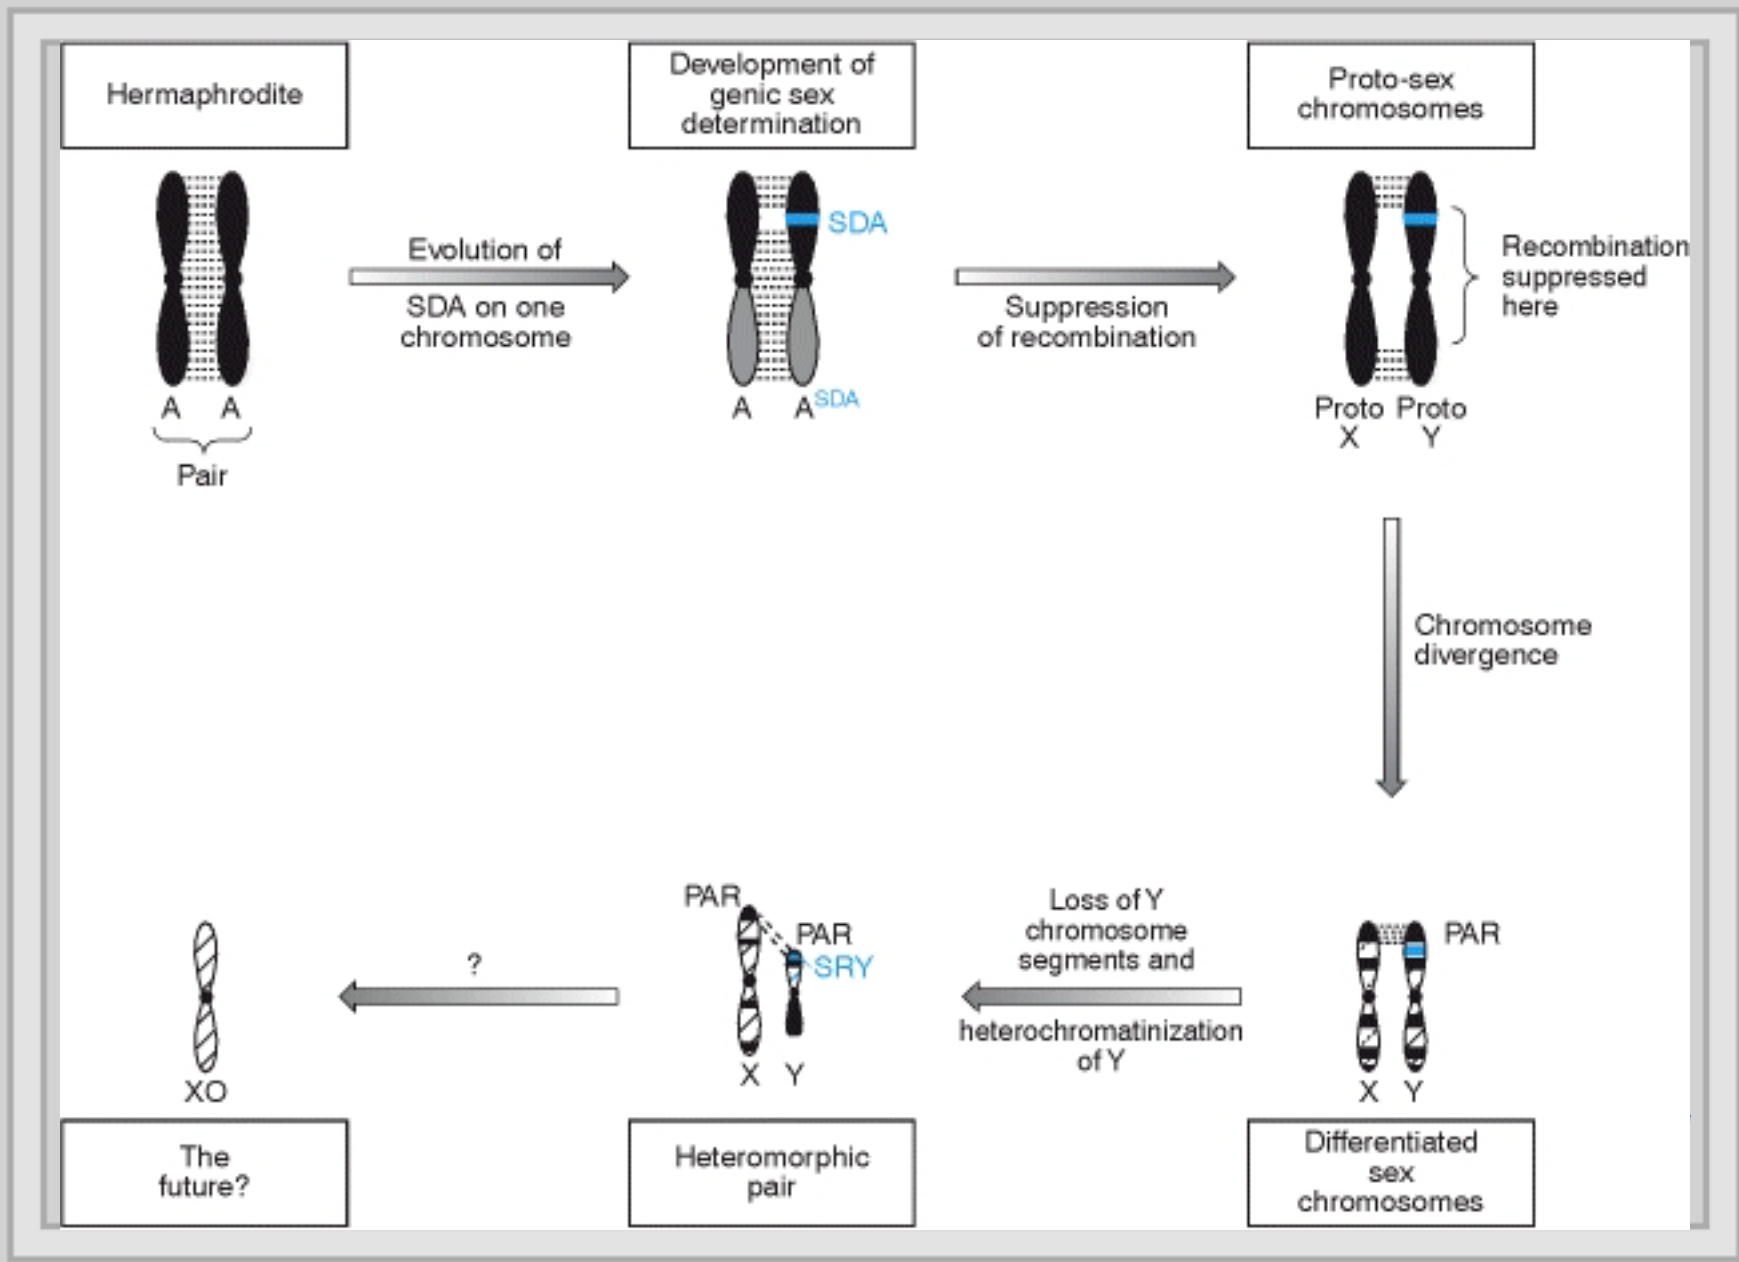 Hermaphrodite
Development of
genic sex
determination
Proto-sex
chromosomes
SDA
Evolution of
SDA on one
chromosome
Suppression
of recombination
Recombination
suppressed
here
A A
Pair
A A SDA
Proto Proto
X Y
Chromosome
divergence
Loss of Y
chromosome
segments and
heterochromatinization
of Y
PAR
X Y
PAR
PAR
SRY
X Y
?
XO
The
future?
Heteromorphic
pair
Differentiated
sex
chromosomes